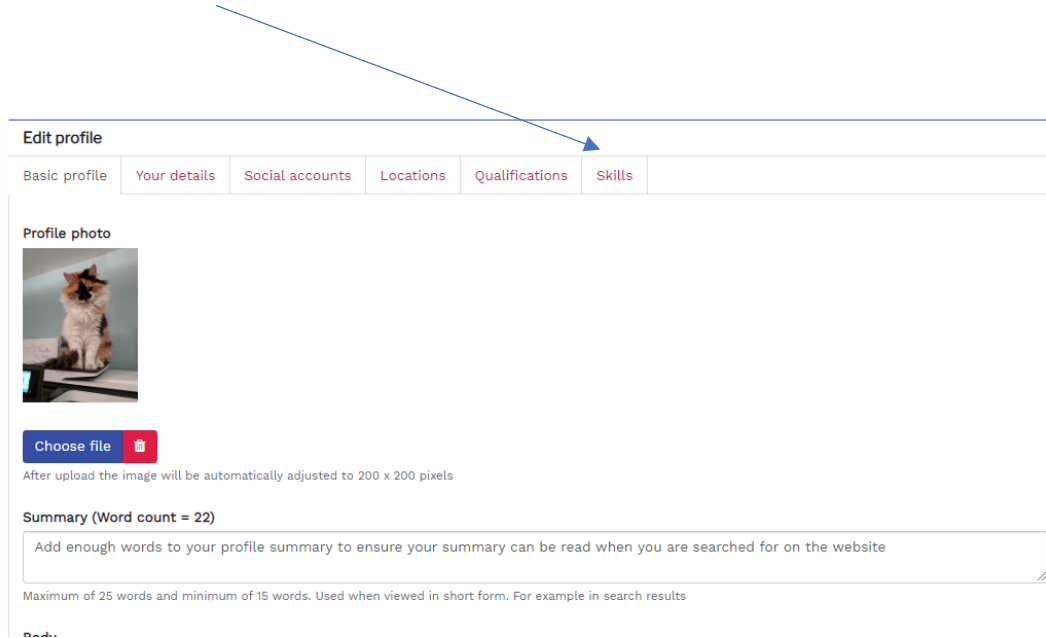 Edit profile
Basic profile Your details Social accounts Locations Qualifications Skills
Profile photo
Choose file
After upload the image will be automatically adjusted to 200 x 200 pixels
Summary (Word count = 22)
Add enough words to your profile summary to ensure your summary can be read when you are searched for on the website
Maximum of 25 words and minimum of 15 words. Used when viewed in short form. For example in search results
Body